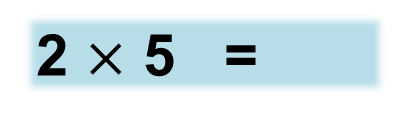 2 × 5 =